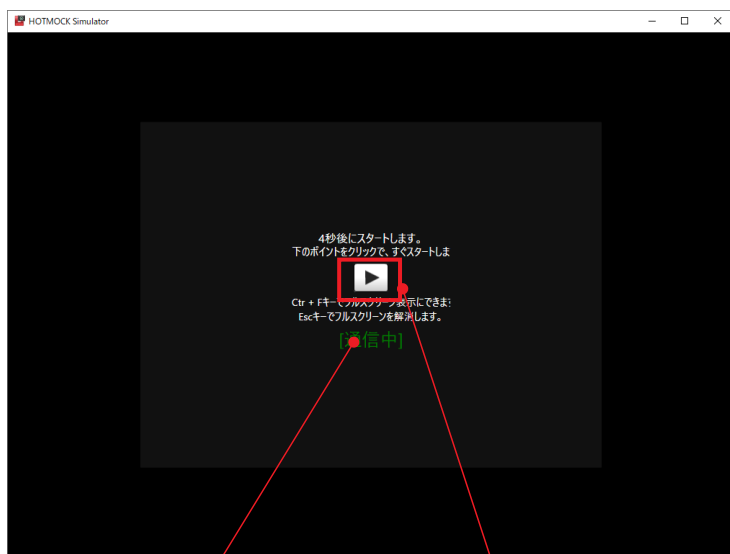 HOTMOCK Simulator
4秒後にスタートします。
下のポイントをクリックで、すぐスタートしま
Ctr + Fキーでフルスクリーン表示にできま
Escキーでフルスクリーンを解消します。
[通信中]